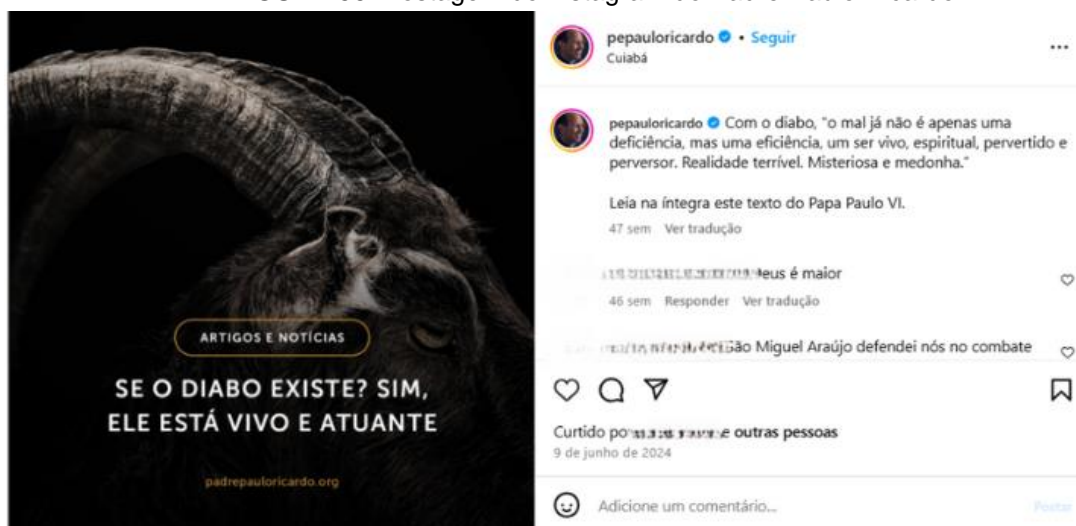 pepauloricardo • Seguir
Cuiabá
pepauloricardo Com o diabo, "o mal já não é apenas uma
deficiência, mas uma eficiência, um ser vivo, espiritual, pervertido e
perversor. Realidade terrível. Misteriosa e medonha."
Leia na íntegra este texto do Papa Paulo VI.
47 sem Ver tradução
é maior
46 sem Responder Ver tradução
São Miguel Araújo defendei nós no combate
ARTIGOS E NOTÍCIAS
SE O DIABO EXISTE? SIM,
ELE ESTÁ VIVO E ATUANTE
padrepauloricardo.org
Curtido por e outras pessoas
9 de junho de 2024
Adicione um comentário...
Postar